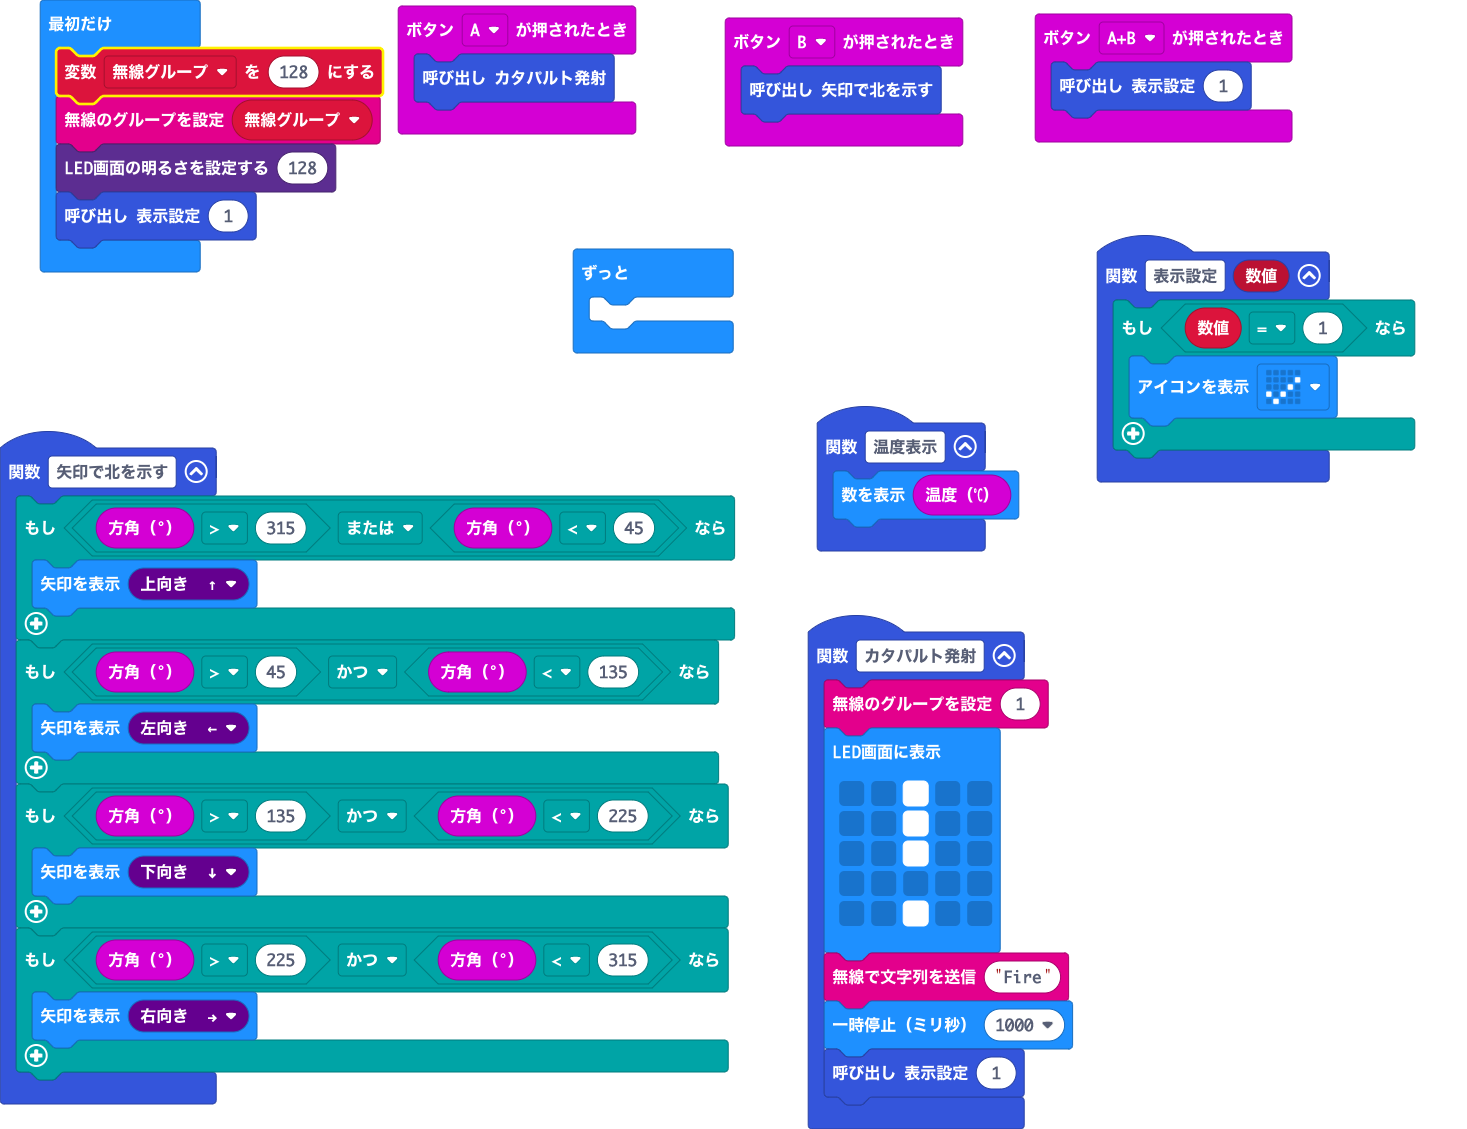 最初だけ
変数 無線グループ を 128 にする
無線のグループを設定 無線グループ
LED画面の明るさを設定する 128
呼び出し 表示設定 1
ボタン A が押されたとき
呼び出し カタパルト発射
ボタン B が押されたとき
呼び出し 矢印で北を示す
ボタン A+B が押されたとき
呼び出し 表示設定 1
ずっと
関数 表示設定 数値
もし 数値 = 1 なら
アイコンを表示
関数 温度表示
数を表示 温度（℃）
関数 矢印で北を示す
もし 方角（°） > 315 または 方角（°） < 45 なら
矢印を表示 上向き ↑
もし 方角（°） > 45 かつ 方角（°） < 135 なら
矢印を表示 左向き ←
もし 方角（°） > 135 かつ 方角（°） < 225 なら
矢印を表示 下向き ↓
もし 方角（°） > 225 かつ 方角（°） < 315 なら
矢印を表示 右向き →
関数 カタパルト発射
無線のグループを設定 1
LED画面に表示
無線で文字列を送信 "Fire"
一時停止（ミリ秒） 1000
呼び出し 表示設定 1